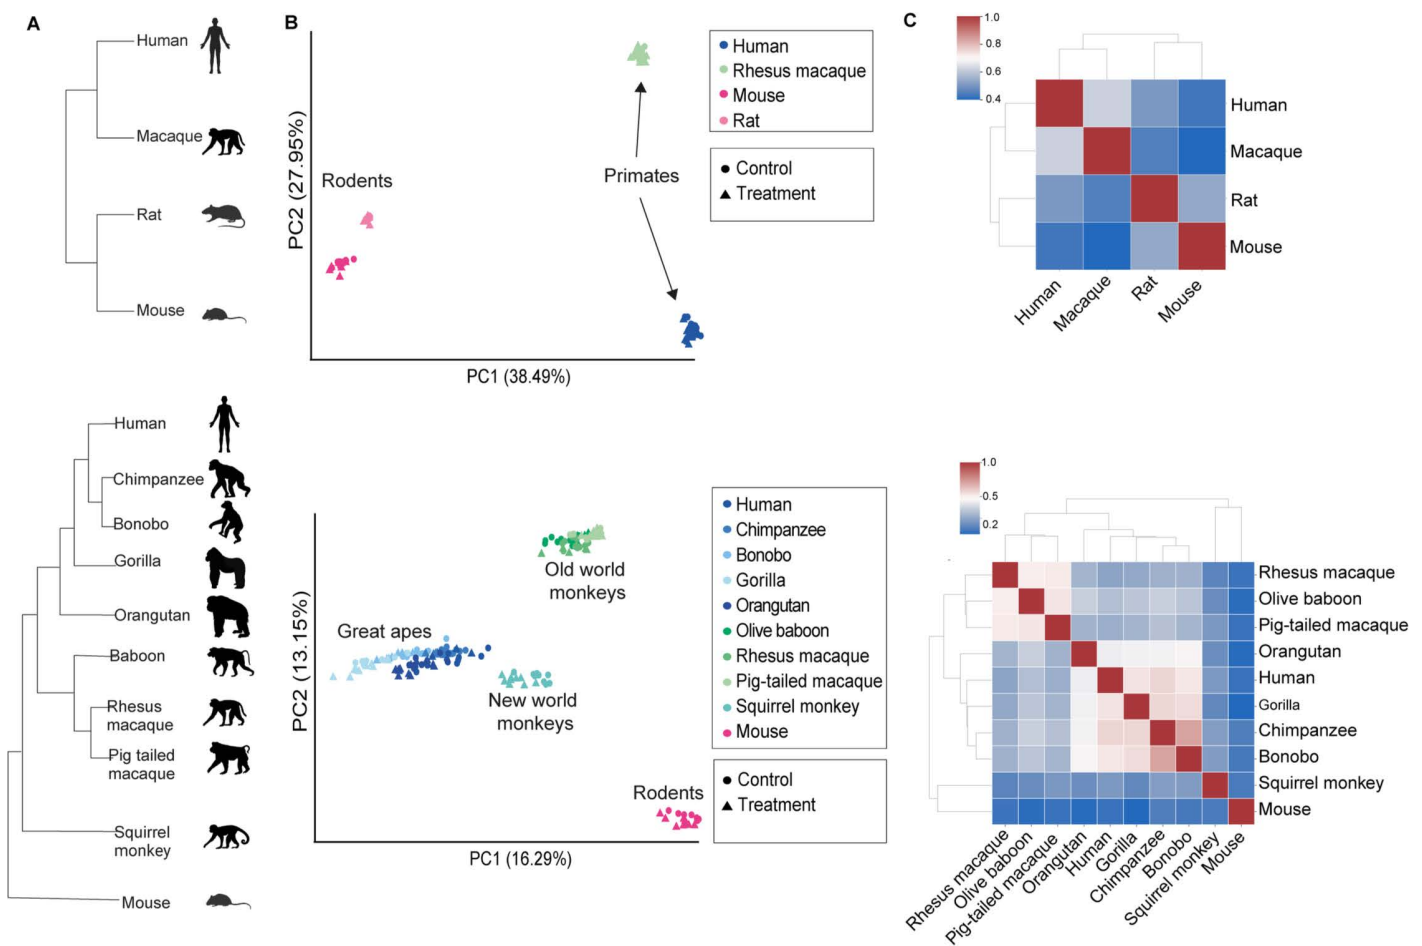 A
Human
Macaque
Rat
Mouse
B
PC2 (27.95%)
Rodents
Primates
PC1 (38.49%)
Human
Rhesus macaque
Mouse
Rat
Control
Treatment
C
1.0
0.8
0.6
0.4
Human
Macaque
Rat
Mouse
Human
Macaque
Rat
Mouse
Human
Chimpanzee
Bonobo
Gorilla
Orangutan
Baboon
Rhesus
macaque
Pig tailed
macaque
Squirrel
monkey
Mouse
PC2 (13.15%)
Old world
monkeys
Great apes
New world
monkeys
Rodents
PC1 (16.29%)
Human
Chimpanzee
Bonobo
Gorilla
Orangutan
Olive baboon
Rhesus macaque
Pig-tailed macaque
Squirrel monkey
Mouse
Control
Treatment
1.0
0.5
0.2
Rhesus macaque
Olive baboon
Pig-tailed macaque
Orangutan
Human
Gorilla
Chimpanzee
Bonobo
Squirrel monkey
Mouse
Rhesus macaque
Olive baboon
Pig-tailed macaque
Orangutan
Human
Gorilla
Chimpanzee
Bonobo
Squirrel monkey
Mouse